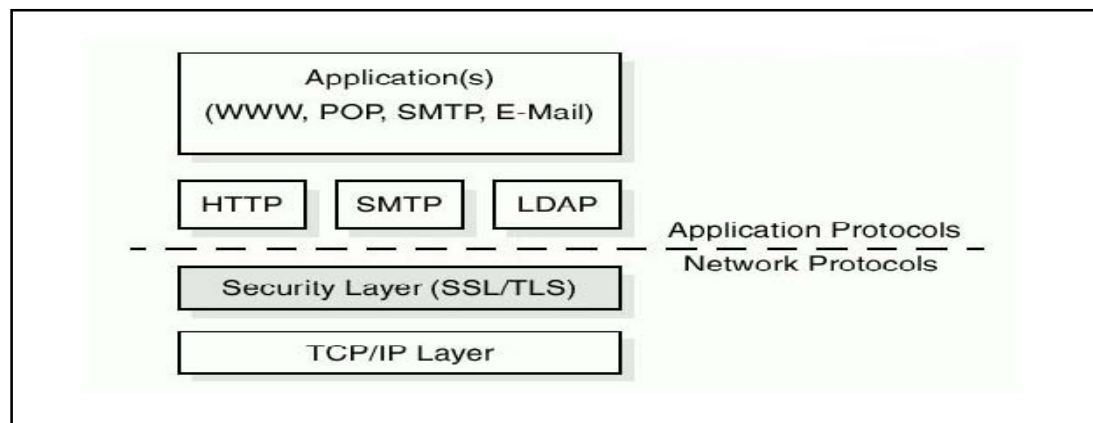 Application(s)
(WWW, POP, SMTP, E-Mail)
HTTP
SMTP
LDAP
Application Protocols
Network Protocols
Security Layer (SSL/TLS)
TCP/IP Layer